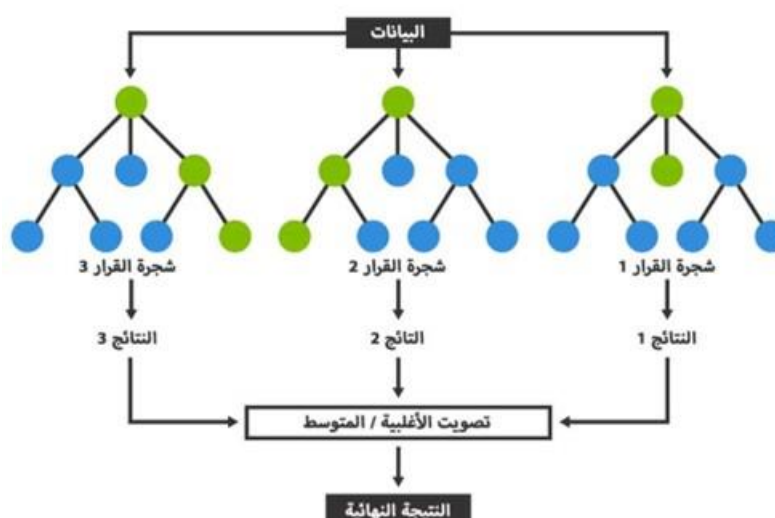 البيانات
شجرة القرار 1
شجرة القرار 2
شجرة القرار 3
النتائج 1
التائج 2
النتائج 3
تصويت الأغلبية / المتوسط
النتيجة النهائية